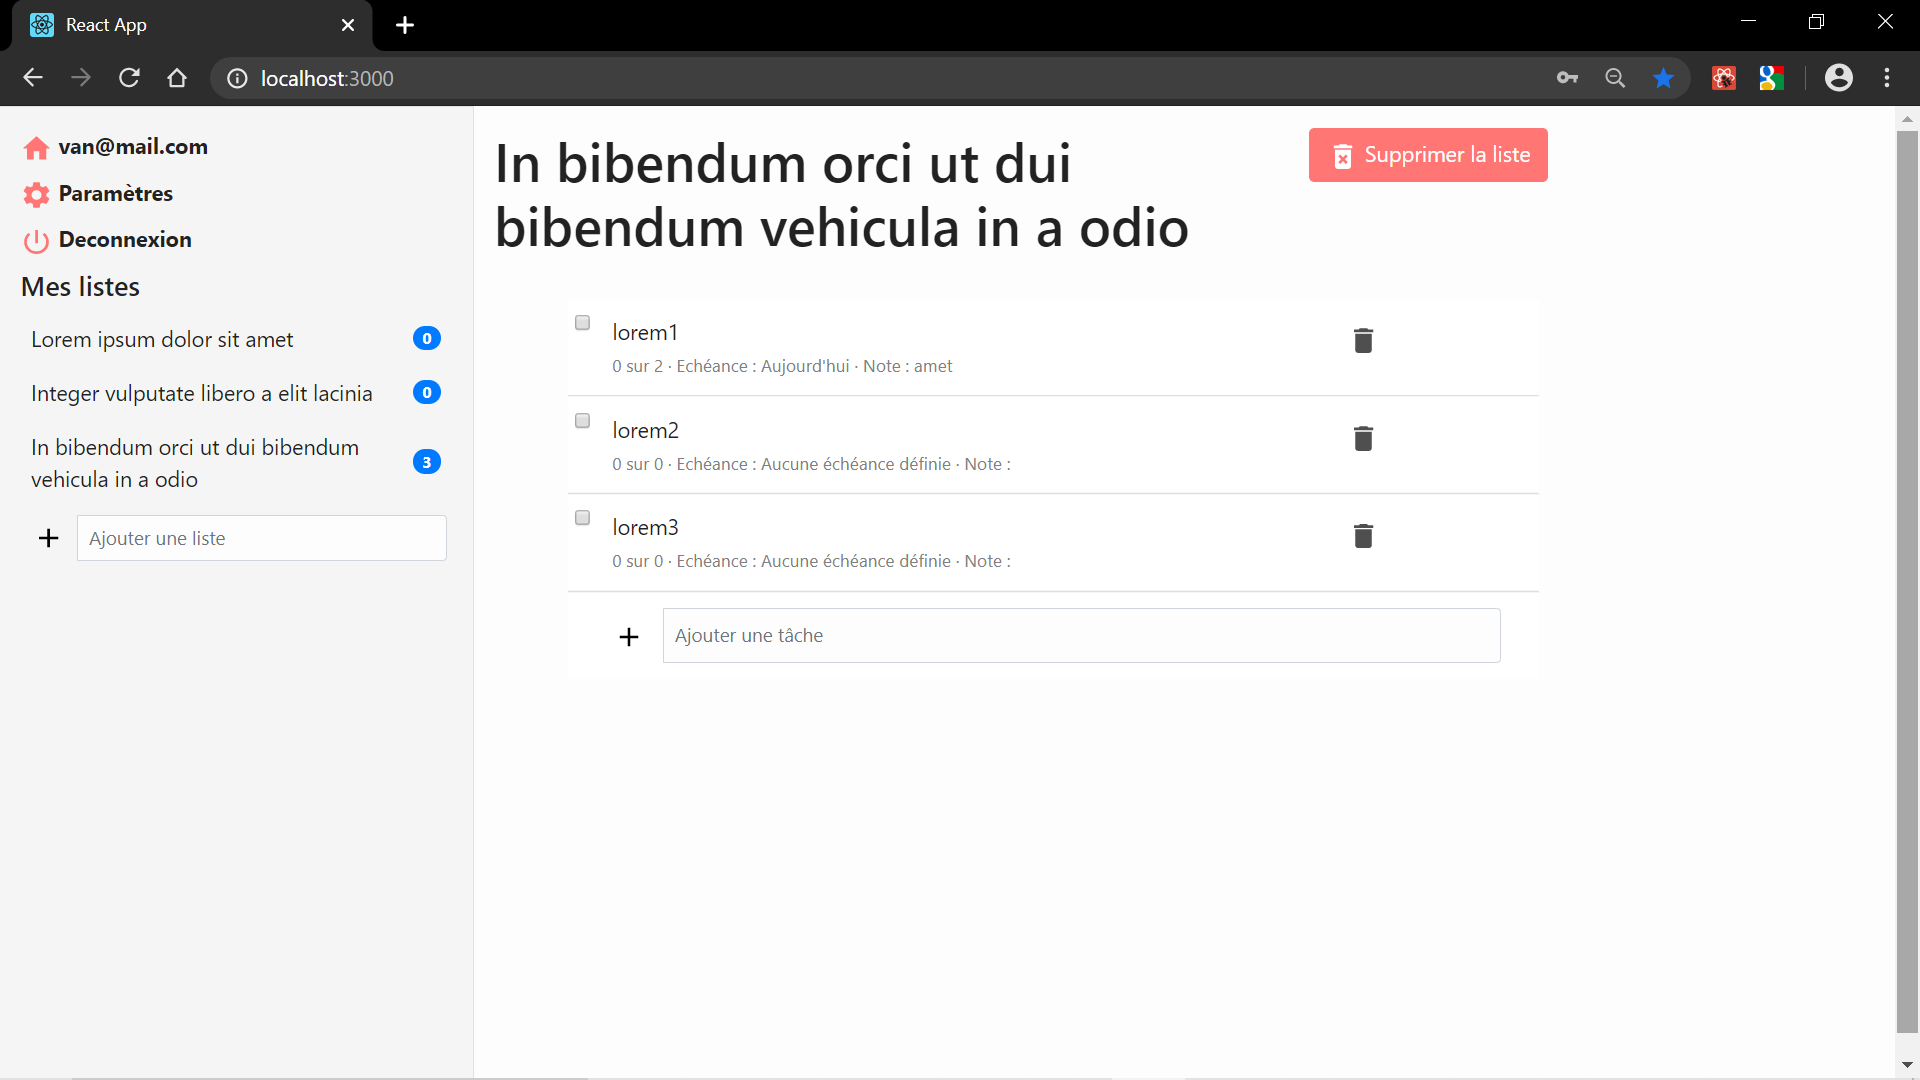 React App
localhost:3000
van@mail.com
Paramètres
Deconnexion
Mes listes
Lorem ipsum dolor sit amet 0
Integer vulputate libero a elit lacinia 0
In bibendum orci ut dui bibendum
vehicula in a odio 3
Ajouter une liste
In bibendum orci ut dui
bibendum vehicula in a odio
Supprimer la liste
lorem1
0 sur 2 · Echéance : Aujourd'hui · Note : amet
lorem2
0 sur 0 · Echéance : Aucune échéance définie · Note :
lorem3
0 sur 0 · Echéance : Aucune échéance définie · Note :
Ajouter une tâche